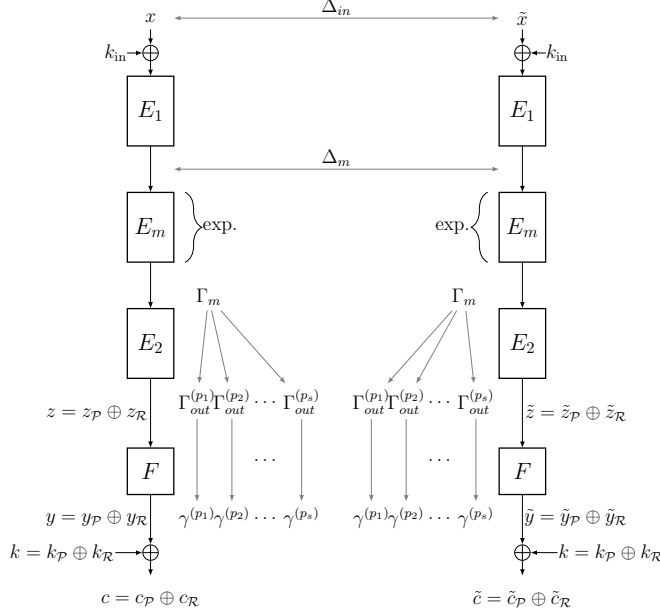 x Δ_in x̃
k_in ⊕ ⊕ k_in
E_1 E_1
Δ_m
E_m exp. exp. E_m
Γ_m Γ_m
E_2 E_2
z = z_𝒫 ⊕ z_ℛ Γ_out^(p_1) Γ_out^(p_2) ⋯ Γ_out^(p_s) Γ_out^(p_1) Γ_out^(p_2) ⋯ Γ_out^(p_s) z̃ = z̃_𝒫 ⊕ z̃_ℛ
F ⋯ ⋯ F
y = y_𝒫 ⊕ y_ℛ γ^(p_1) γ^(p_2) ⋯ γ^(p_s) γ^(p_1) γ^(p_2) ⋯ γ^(p_s) ỹ = ỹ_𝒫 ⊕ ỹ_ℛ
k = k_𝒫 ⊕ k_ℛ ⊕ ⊕ k = k_𝒫 ⊕ k_ℛ
c = c_𝒫 ⊕ c_ℛ c̃ = c̃_𝒫 ⊕ c̃_ℛ